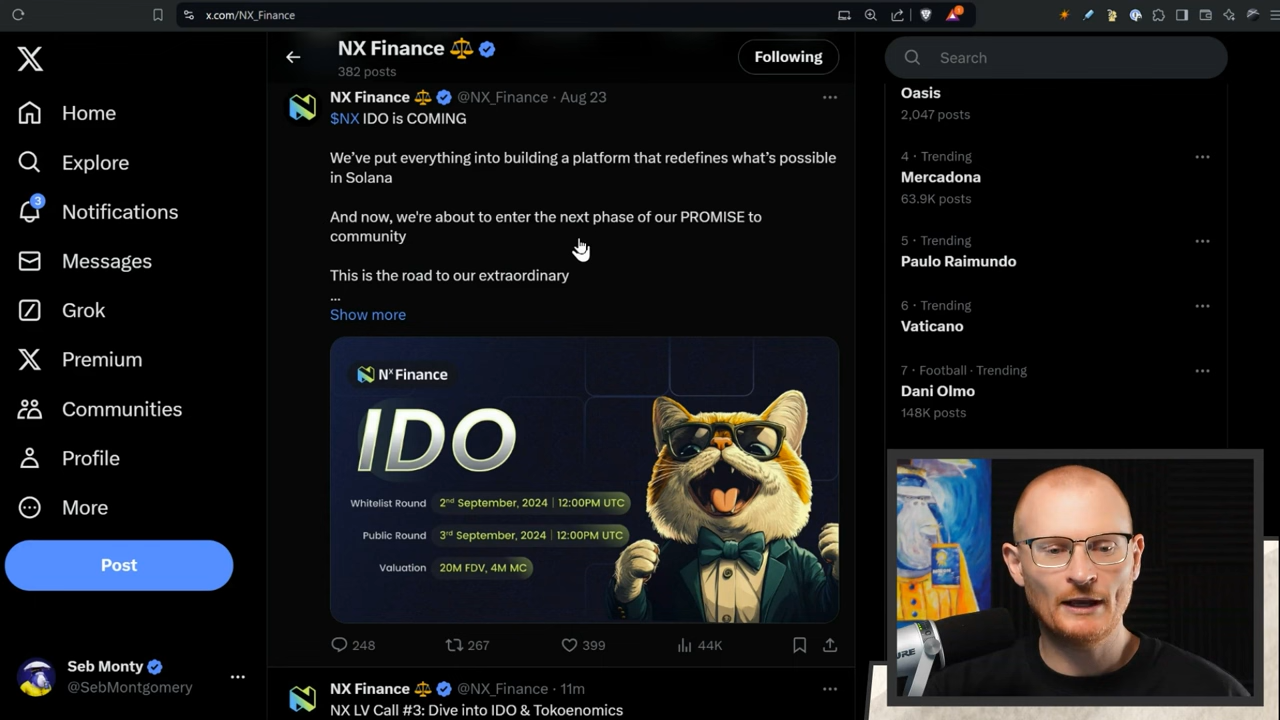 x.com/NX_Finance
NX Finance
382 posts
Following
Search
Home
Explore
3
Notifications
Messages
Grok
Premium
Communities
Profile
More
Post
Seb Monty
@SebMontgomery
NX Finance @NX_Finance · Aug 23
$NX IDO is COMING
We've put everything into building a platform that redefines what's possible
in Solana
And now, we're about to enter the next phase of our PROMISE to
community
This is the road to our extraordinary
...
Show more
NX Finance
IDO
Whitelist Round 2nd September, 2024 | 12:00PM UTC
Public Round 3rd September, 2024 | 12:00PM UTC
Valuation 20M FDV, 4M MC
248 267 399 44K
NX Finance @NX_Finance · 11m
NX LV Call #3: Dive into IDO & Tokoenomics
Oasis
2,047 posts
4 · Trending
Mercadona
63.9K posts
5 · Trending
Paulo Raimundo
6 · Trending
Vaticano
7 · Football · Trending
Dani Olmo
148K posts